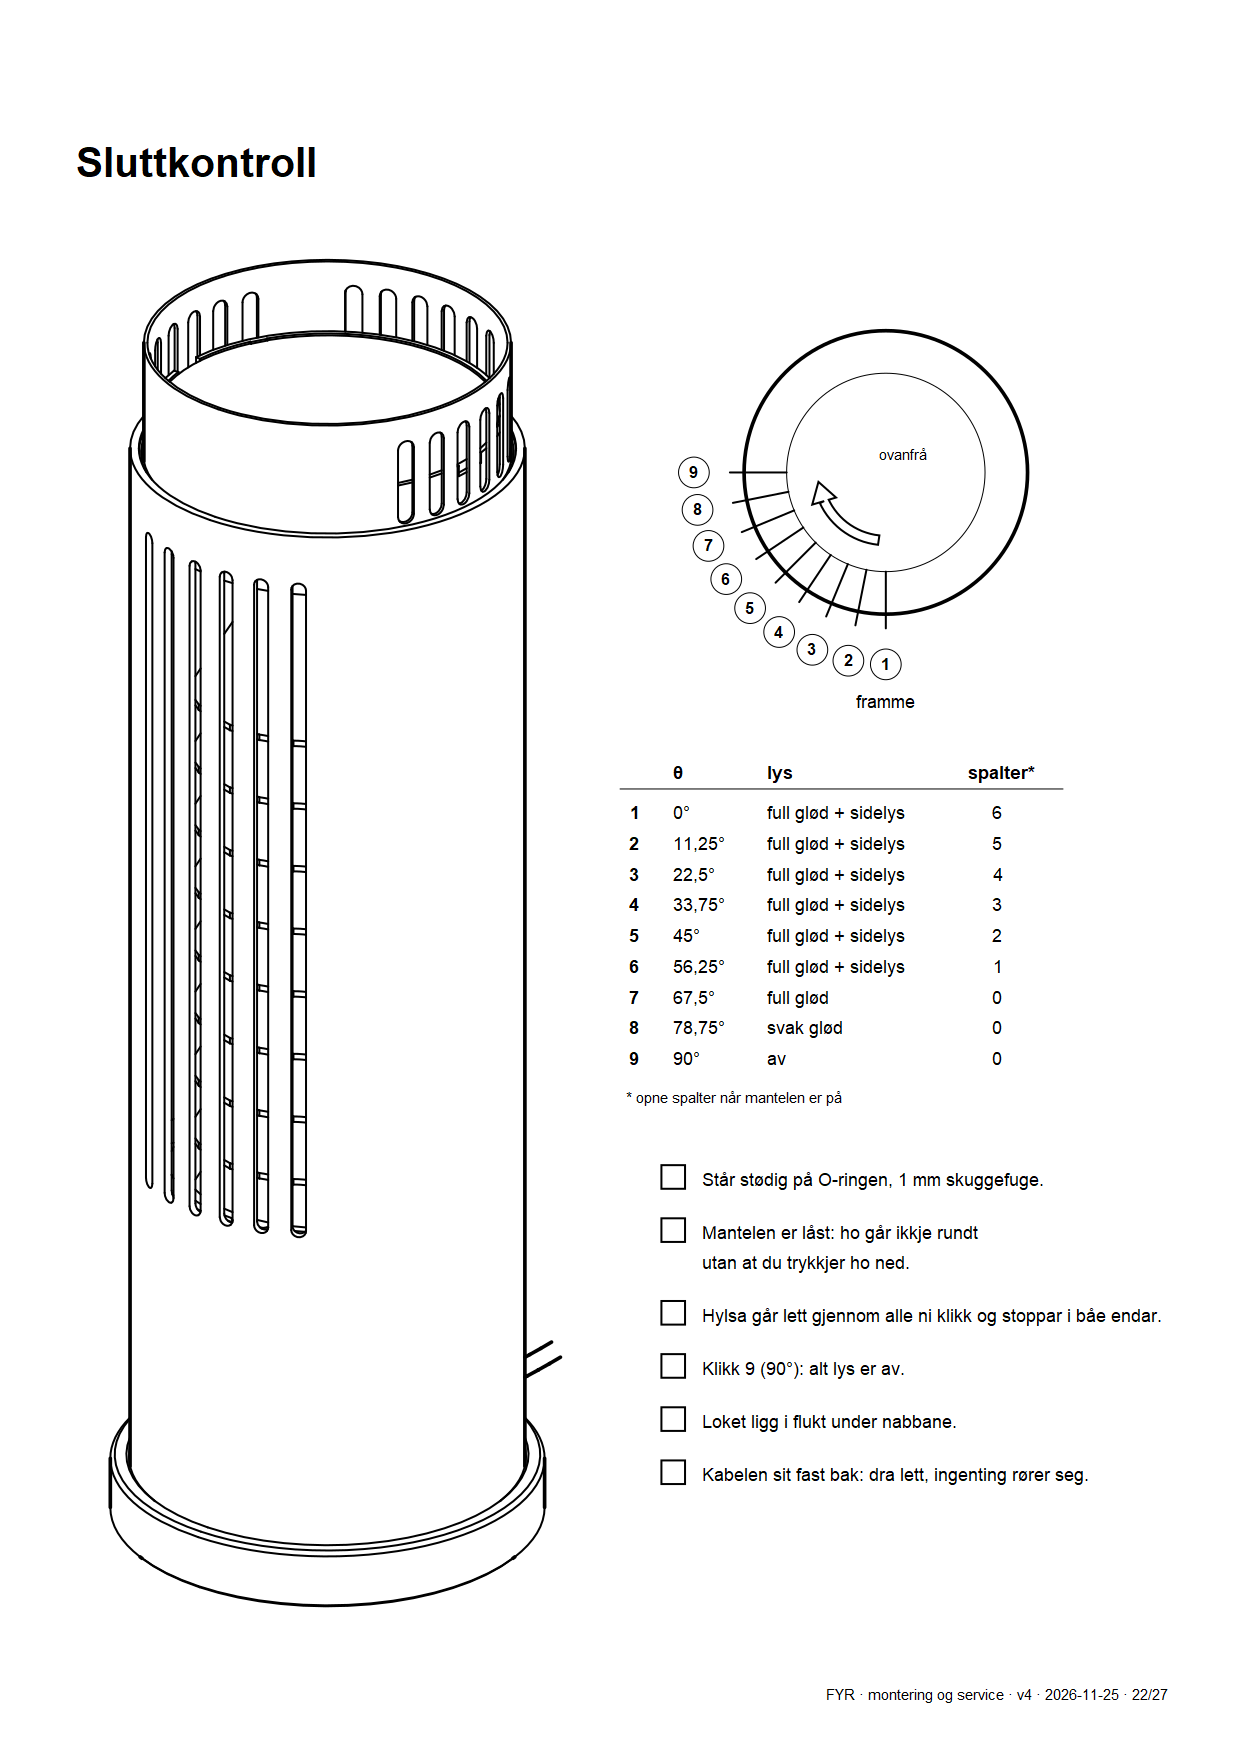 Sluttkontroll
ovanfrå
9
8
7
6
5
4
3
2
1
framme
θ lys spalter*
1 0° full glød + sidelys 6
2 11,25° full glød + sidelys 5
3 22,5° full glød + sidelys 4
4 33,75° full glød + sidelys 3
5 45° full glød + sidelys 2
6 56,25° full glød + sidelys 1
7 67,5° full glød 0
8 78,75° svak glød 0
9 90° av 0
* opne spalter når mantelen er på
Står stødig på O-ringen, 1 mm skuggefuge.
Mantelen er låst: ho går ikkje rundt
utan at du trykkjer ho ned.
Hylsa går lett gjennom alle ni klikk og stoppar i båe endar.
Klikk 9 (90°): alt lys er av.
Loket ligg i flukt under nabbane.
Kabelen sit fast bak: dra lett, ingenting rører seg.
FYR · montering og service · v4 · 2026-11-25 · 22/27